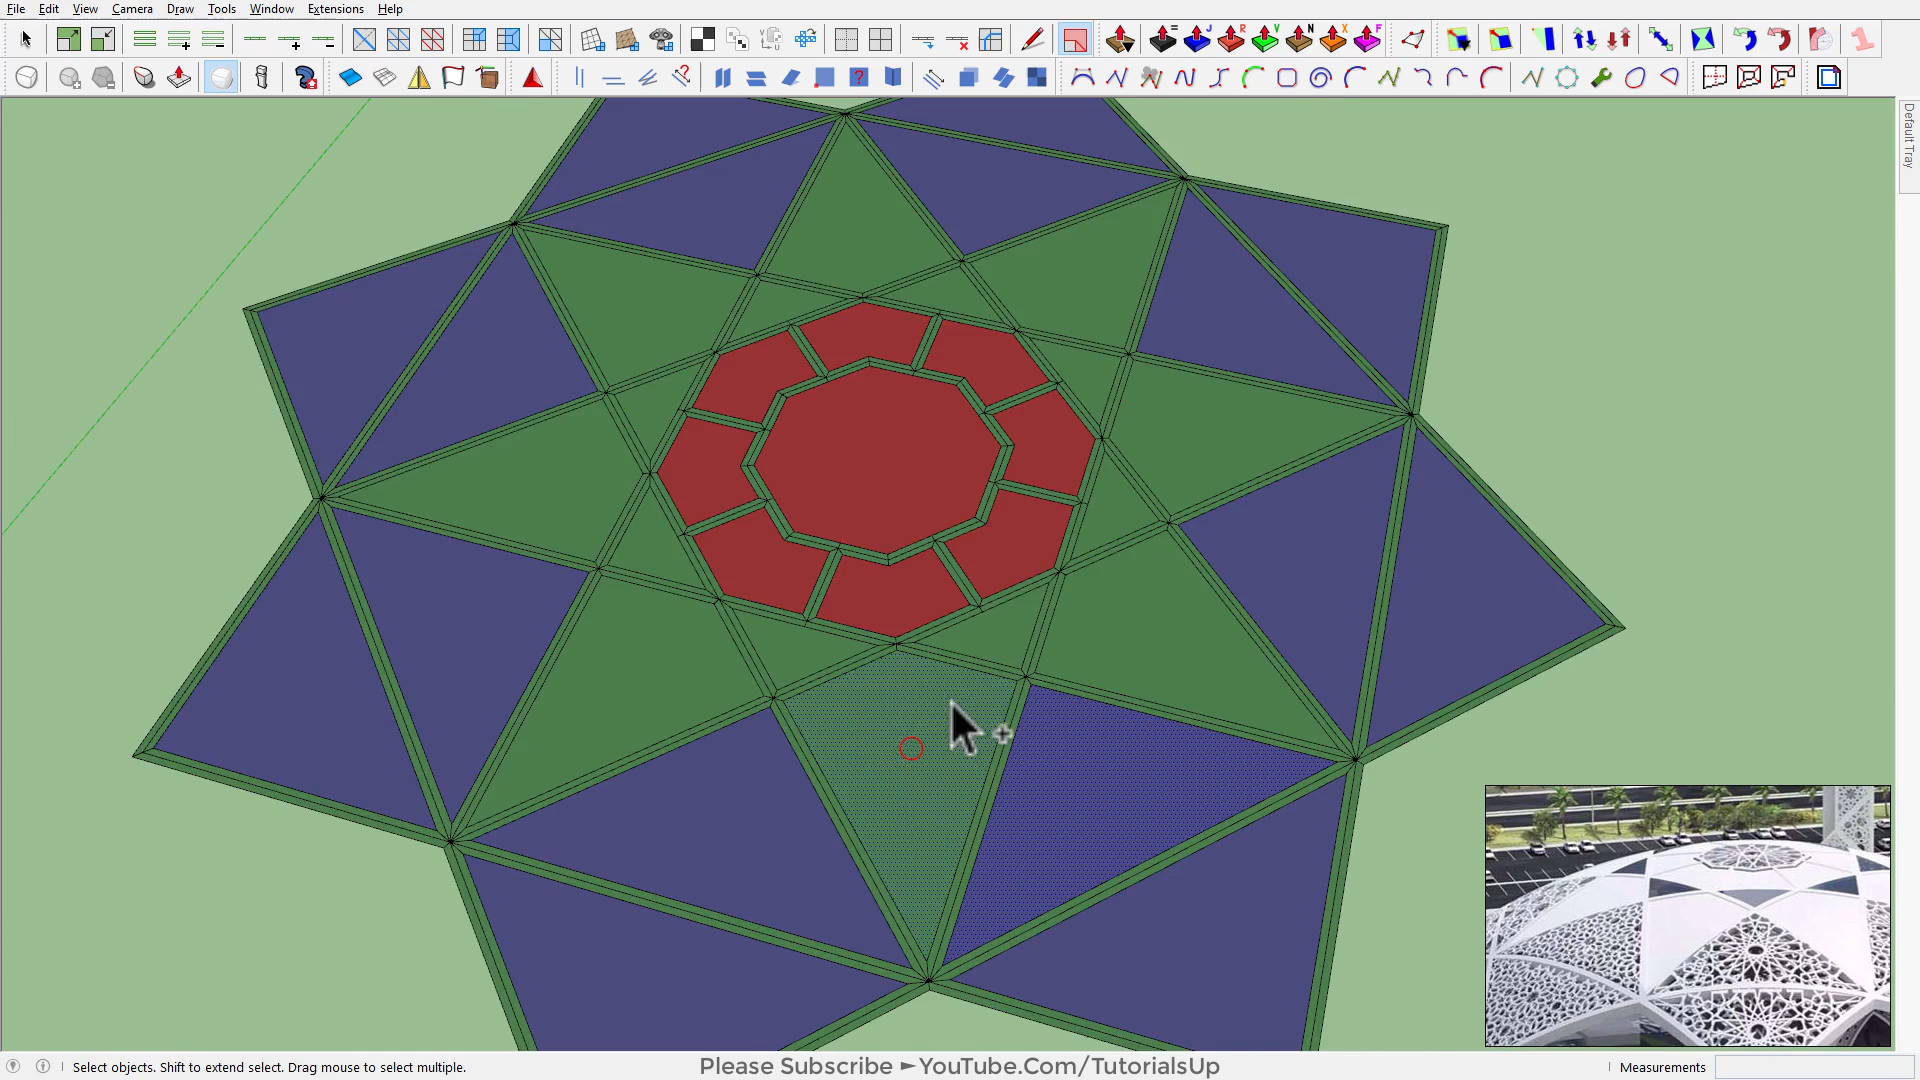 File Edit View Camera Draw Tools Window Extensions Help
Default Tray
Select objects. Shift to extend select. Drag mouse to select multiple.
Please Subscribe ►YouTube.Com/TutorialsUp
Measurements